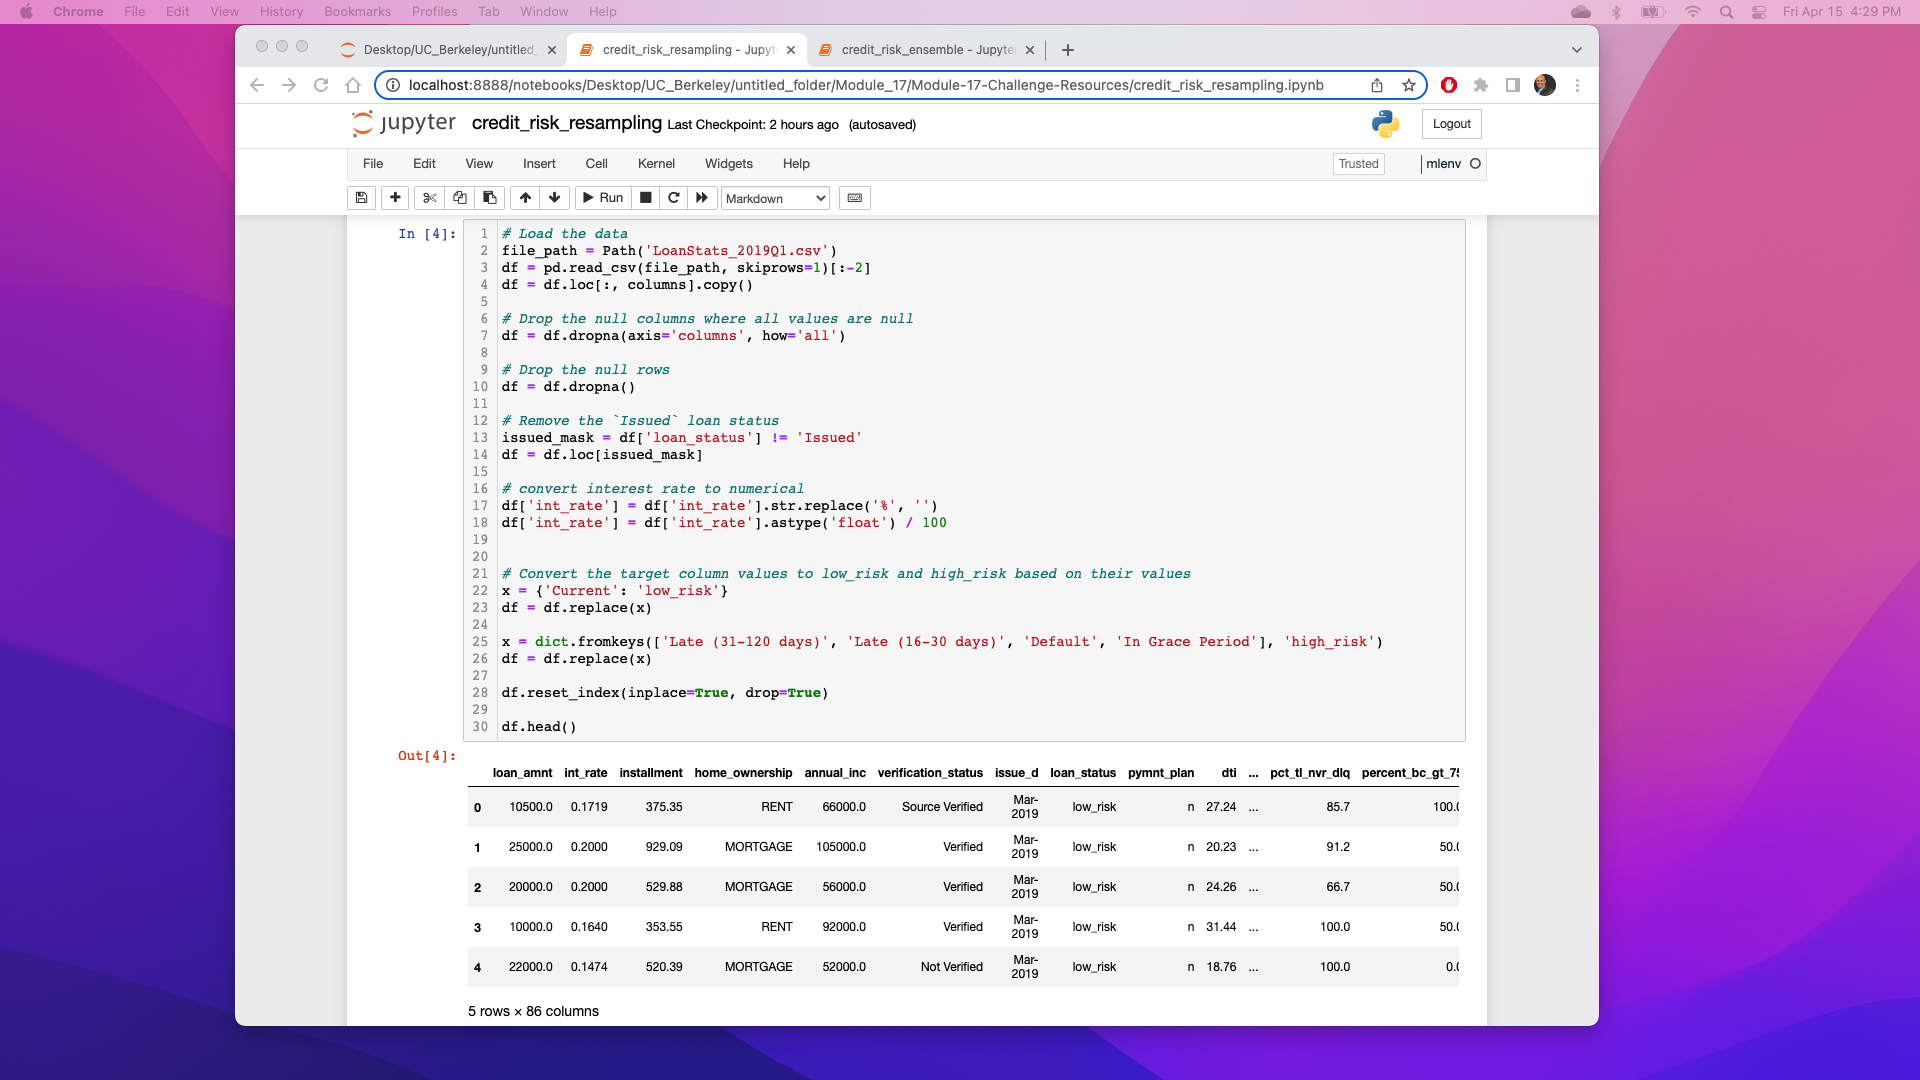 Chrome File Edit View History Bookmarks Profiles Tab Window Help Fri Apr 15 4:29 PM
Desktop/UC_Berkeley/untitled_ credit_risk_resampling - Jupyt credit_risk_ensemble - Jupyte
localhost:8888/notebooks/Desktop/UC_Berkeley/untitled_folder/Module_17/Module-17-Challenge-Resources/credit_risk_resampling.ipynb
jupyter credit_risk_resampling Last Checkpoint: 2 hours ago (autosaved) Logout
File Edit View Insert Cell Kernel Widgets Help Trusted mlenv
Run Markdown
In [4]: 1 # Load the data
2 file_path = Path('LoanStats_2019Q1.csv')
3 df = pd.read_csv(file_path, skiprows=1)[:-2]
4 df = df.loc[:, columns].copy()
5
6 # Drop the null columns where all values are null
7 df = df.dropna(axis='columns', how='all')
8
9 # Drop the null rows
10 df = df.dropna()
11
12 # Remove the `Issued` loan status
13 issued_mask = df['loan_status'] != 'Issued'
14 df = df.loc[issued_mask]
15
16 # convert interest rate to numerical
17 df['int_rate'] = df['int_rate'].str.replace('%', '')
18 df['int_rate'] = df['int_rate'].astype('float') / 100
19
20
21 # Convert the target column values to low_risk and high_risk based on their values
22 x = {'Current': 'low_risk'}
23 df = df.replace(x)
24
25 x = dict.fromkeys(['Late (31-120 days)', 'Late (16-30 days)', 'Default', 'In Grace Period'], 'high_risk')
26 df = df.replace(x)
27
28 df.reset_index(inplace=True, drop=True)
29
30 df.head()
Out[4]:
loan_amnt int_rate installment home_ownership annual_inc verification_status issue_d loan_status pymnt_plan dti ... pct_tl_nvr_dlq percent_bc_gt_75
0 10500.0 0.1719 375.35 RENT 66000.0 Source Verified Mar-2019 low_risk n 27.24 ... 85.7 100.0
1 25000.0 0.2000 929.09 MORTGAGE 105000.0 Verified Mar-2019 low_risk n 20.23 ... 91.2 50.0
2 20000.0 0.2000 529.88 MORTGAGE 56000.0 Verified Mar-2019 low_risk n 24.26 ... 66.7 50.0
3 10000.0 0.1640 353.55 RENT 92000.0 Verified Mar-2019 low_risk n 31.44 ... 100.0 50.0
4 22000.0 0.1474 520.39 MORTGAGE 52000.0 Not Verified Mar-2019 low_risk n 18.76 ... 100.0 0.0
5 rows × 86 columns